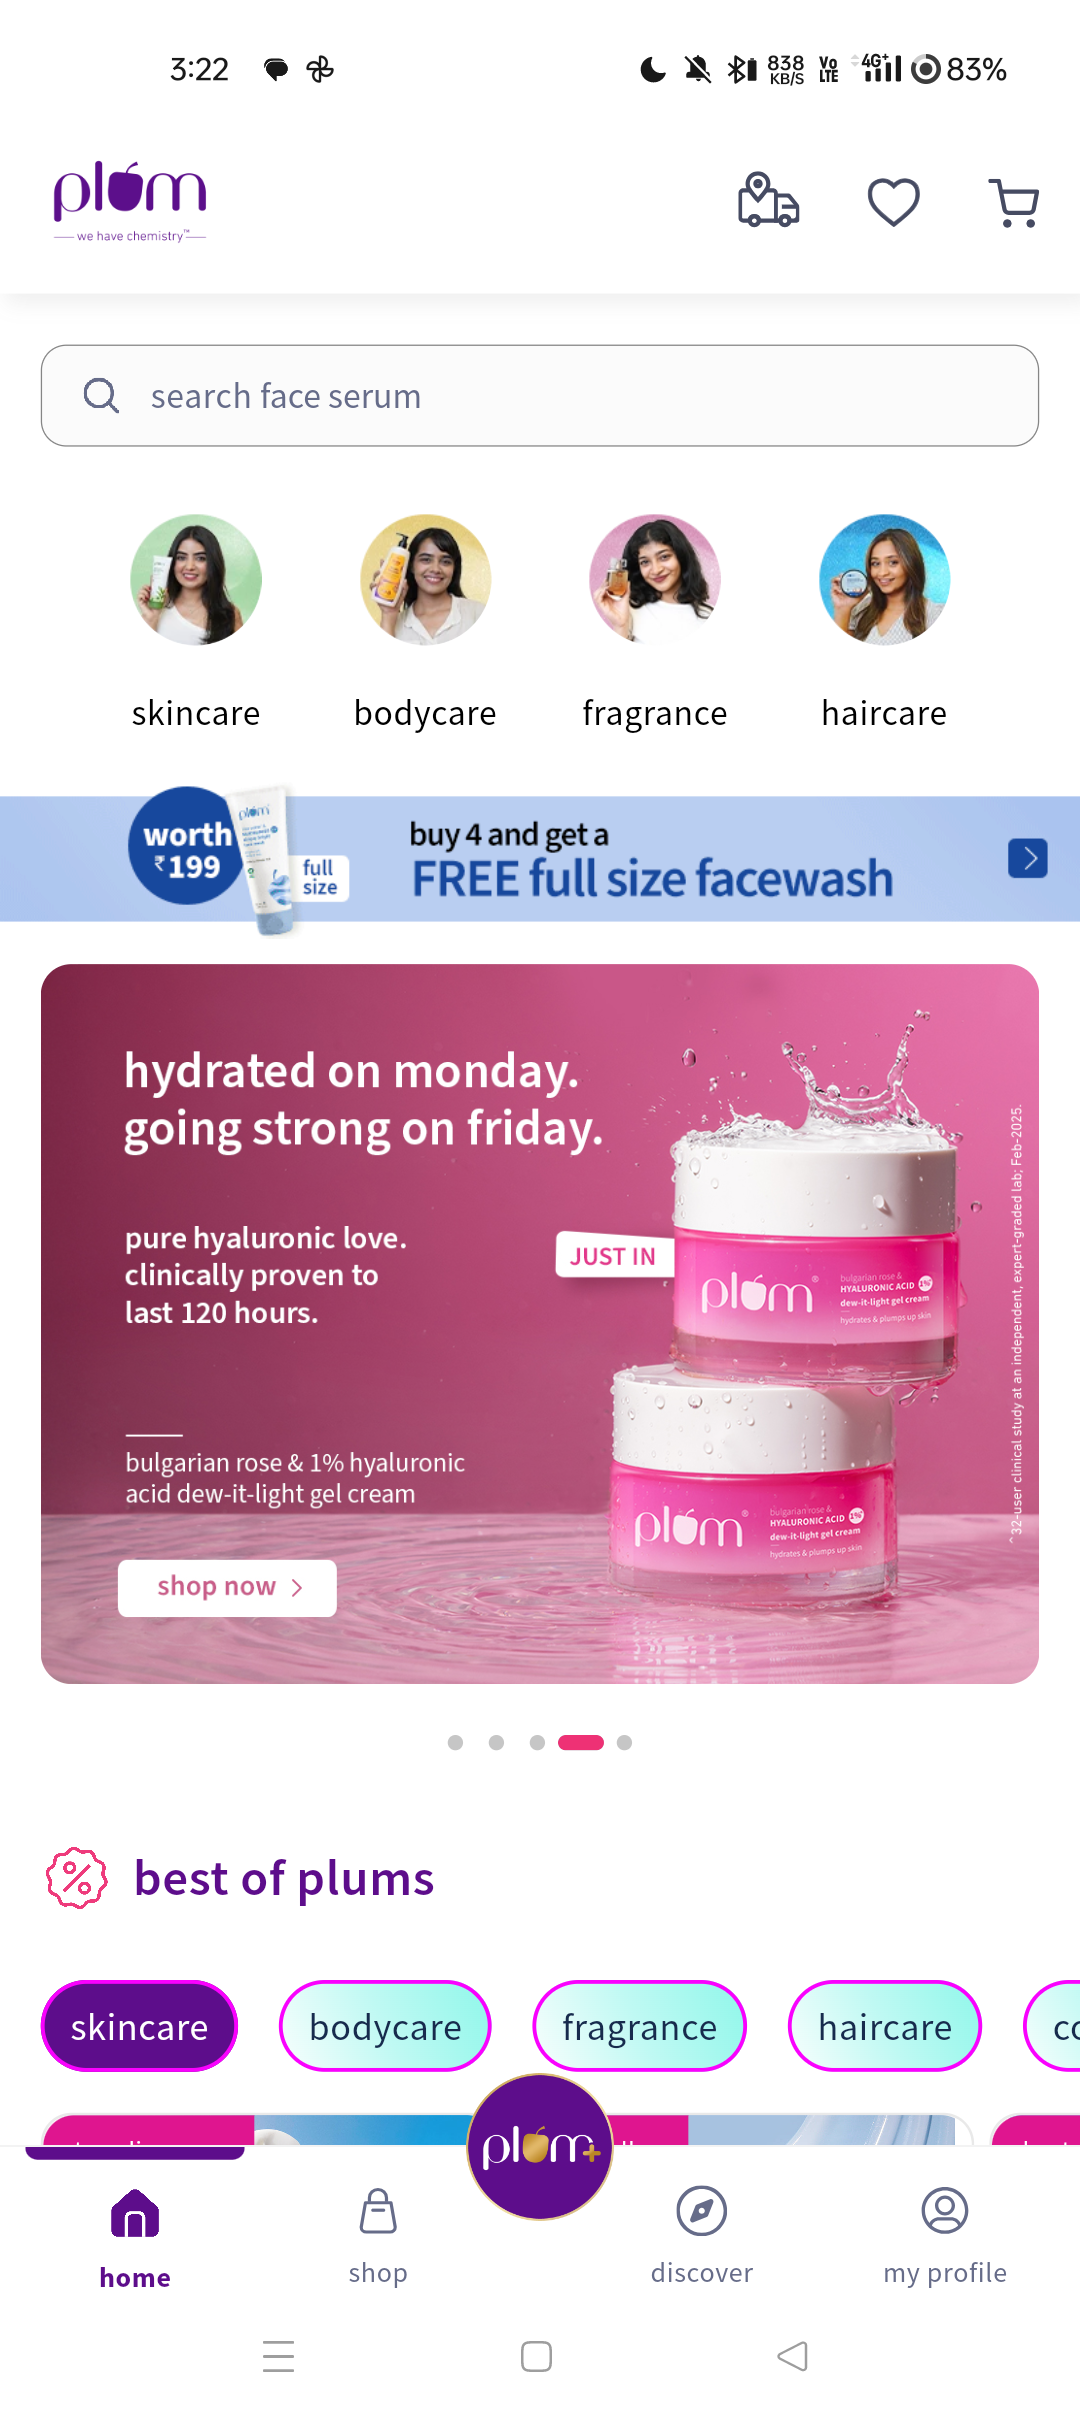 3:22
838
KB/S
Vo
LTE
4G+
83%
plum
we have chemistry™
search face serum
skincare
bodycare
fragrance
haircare
worth
₹199
plum
full
size
buy 4 and get a
FREE full size facewash
hydrated on monday.
going strong on friday.
pure hyaluronic love.
clinically proven to
last 120 hours.
JUST IN
plum®
bulgarian rose &
HYALURONIC ACID 1%
dew-it-light gel cream
hydrates & plumps up skin
plum®
bulgarian rose &
HYALURONIC ACID 1%
dew-it-light gel cream
hydrates & plumps up skin
^32-user clinical study at an independent, expert-graded lab; Feb-2025.
bulgarian rose & 1% hyaluronic
acid dew-it-light gel cream
shop now
best of plums
skincare
bodycare
fragrance
haircare
plum+
home
shop
discover
my profile